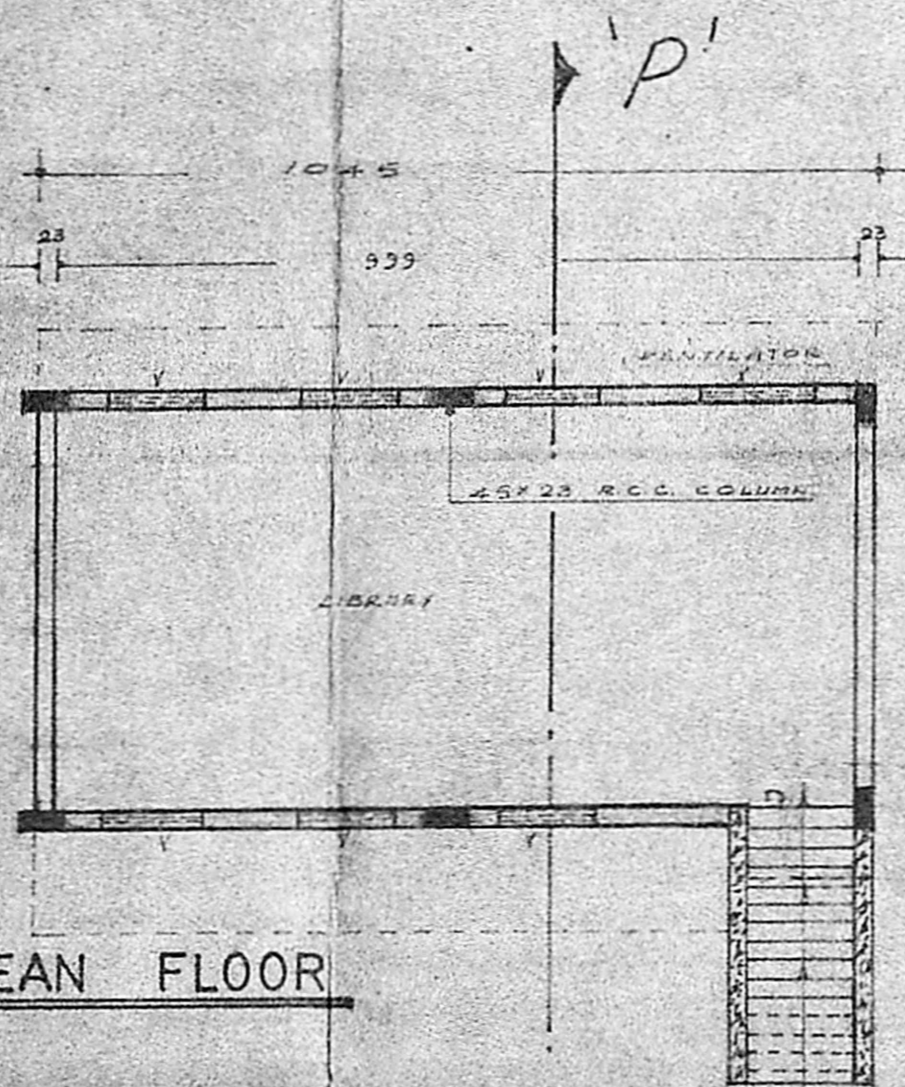 'P'
1045
23 999 23
VENTILATOR
V V V V
45X23 R.C.C. COLUMN
LIBRARY
D
V V V
EAN FLOOR